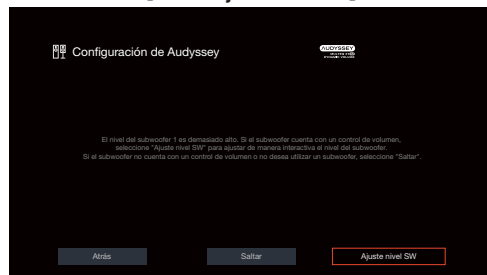 Configuración de Audyssey
AUDYSSEY
El nivel del subwoofer 1 es demasiado alto. Si el subwoofer cuenta con un control de volumen,
seleccione "Ajuste nivel SW" para ajustar de manera interactiva el nivel del subwoofer.
Si el subwoofer no cuenta con un control de volumen o no desea utilizar un subwoofer, seleccione "Saltar".
Atrás
Saltar
Ajuste nivel SW